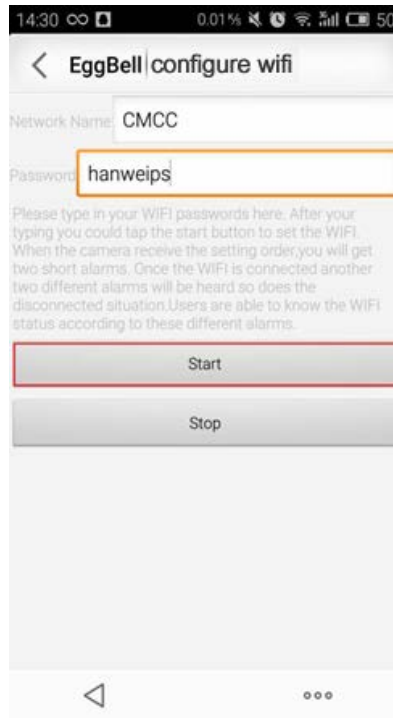 14:30 0.01 K/s 50
EggBell configure wifi
Network Name CMCC
Password hanweips
Please type in your WIFI passwords here. After your
typing you could tap the start button to set the WIFI.
When the camera receive the setting order,you will get
two short alarms. Once the WIFI is connected another
two different alarms will be heard so does the
disconnected situation.Users are able to know the WIFI
status according to these different alarms.
Start
Stop